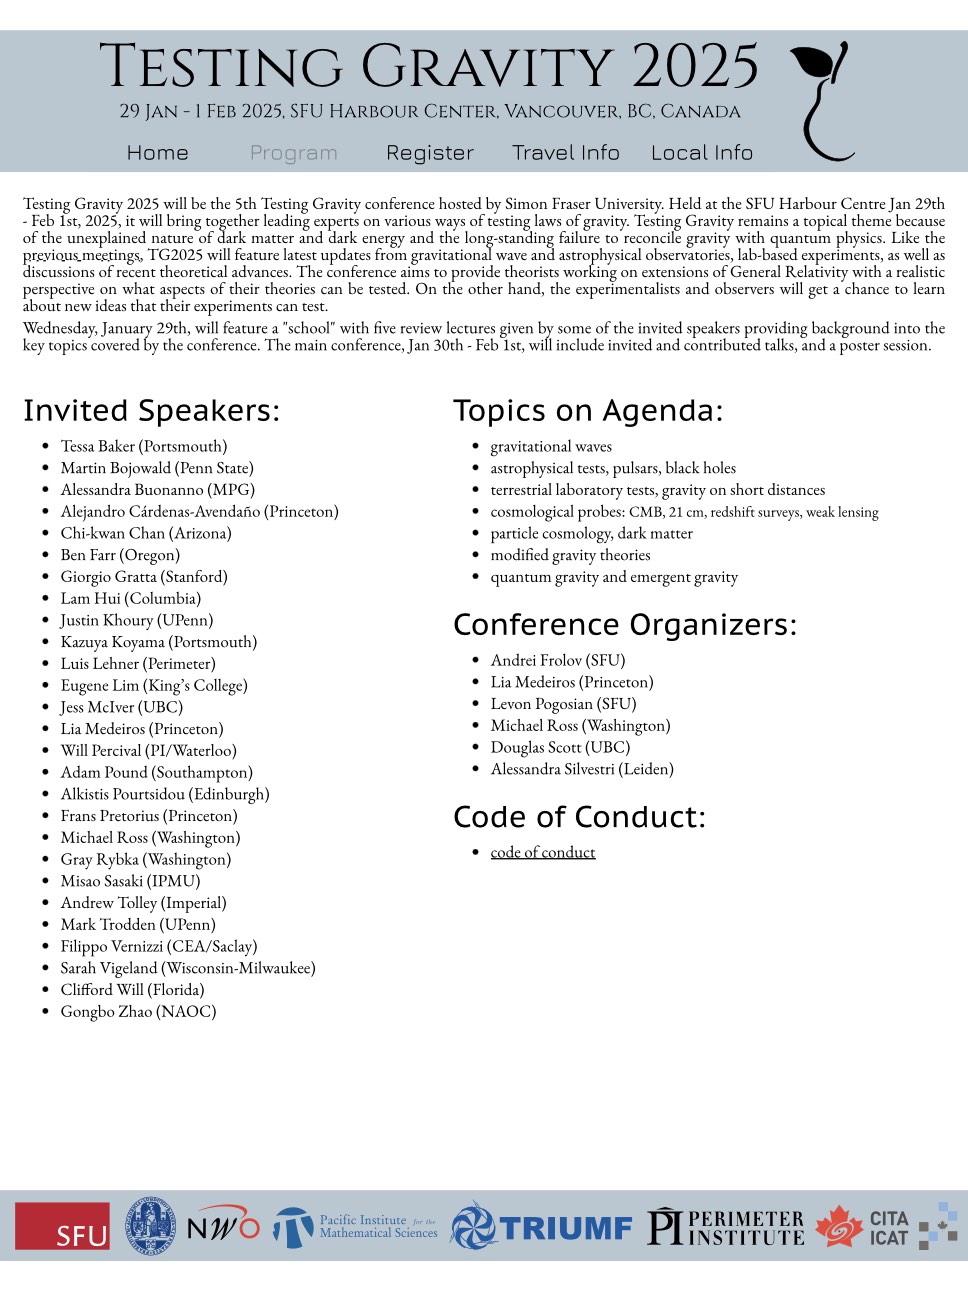 Testing Gravity 2025
29 Jan - 1 Feb 2025, SFU Harbour Center, Vancouver, BC, Canada
Home Program Register Travel Info Local Info
Testing Gravity 2025 will be the 5th Testing Gravity conference hosted by Simon Fraser University. Held at the SFU Harbour Centre Jan 29th
- Feb 1st, 2025, it will bring together leading experts on various ways of testing laws of gravity. Testing Gravity remains a topical theme because
of the unexplained nature of dark matter and dark energy and the long-standing failure to reconcile gravity with quantum physics. Like the
previous meetings, TG2025 will feature latest updates from gravitational wave and astrophysical observatories, lab-based experiments, as well as
discussions of recent theoretical advances. The conference aims to provide theorists working on extensions of General Relativity with a realistic
perspective on what aspects of their theories can be tested. On the other hand, the experimentalists and observers will get a chance to learn
about new ideas that their experiments can test.
Wednesday, January 29th, will feature a "school" with five review lectures given by some of the invited speakers providing background into the
key topics covered by the conference. The main conference, Jan 30th - Feb 1st, will include invited and contributed talks, and a poster session.
Invited Speakers:
• Tessa Baker (Portsmouth)
• Martin Bojowald (Penn State)
• Alessandra Buonanno (MPG)
• Alejandro Cárdenas-Avendaño (Princeton)
• Chi-kwan Chan (Arizona)
• Ben Farr (Oregon)
• Giorgio Gratta (Stanford)
• Lam Hui (Columbia)
• Justin Khoury (UPenn)
• Kazuya Koyama (Portsmouth)
• Luis Lehner (Perimeter)
• Eugene Lim (King's College)
• Jess McIver (UBC)
• Lia Medeiros (Princeton)
• Will Percival (PI/Waterloo)
• Adam Pound (Southampton)
• Alkistis Pourtsidou (Edinburgh)
• Frans Pretorius (Princeton)
• Michael Ross (Washington)
• Gray Rybka (Washington)
• Misao Sasaki (IPMU)
• Andrew Tolley (Imperial)
• Mark Trodden (UPenn)
• Filippo Vernizzi (CEA/Saclay)
• Sarah Vigeland (Wisconsin-Milwaukee)
• Clifford Will (Florida)
• Gongbo Zhao (NAOC)
Topics on Agenda:
• gravitational waves
• astrophysical tests, pulsars, black holes
• terrestrial laboratory tests, gravity on short distances
• cosmological probes: CMB, 21 cm, redshift surveys, weak lensing
• particle cosmology, dark matter
• modified gravity theories
• quantum gravity and emergent gravity
Conference Organizers:
• Andrei Frolov (SFU)
• Lia Medeiros (Princeton)
• Levon Pogosian (SFU)
• Michael Ross (Washington)
• Douglas Scott (UBC)
• Alessandra Silvestri (Leiden)
Code of Conduct:
• code of conduct
SFU
NWO
Pacific Institute for the
Mathematical Sciences
TRIUMF
PI PERIMETER
INSTITUTE
CITA
ICAT